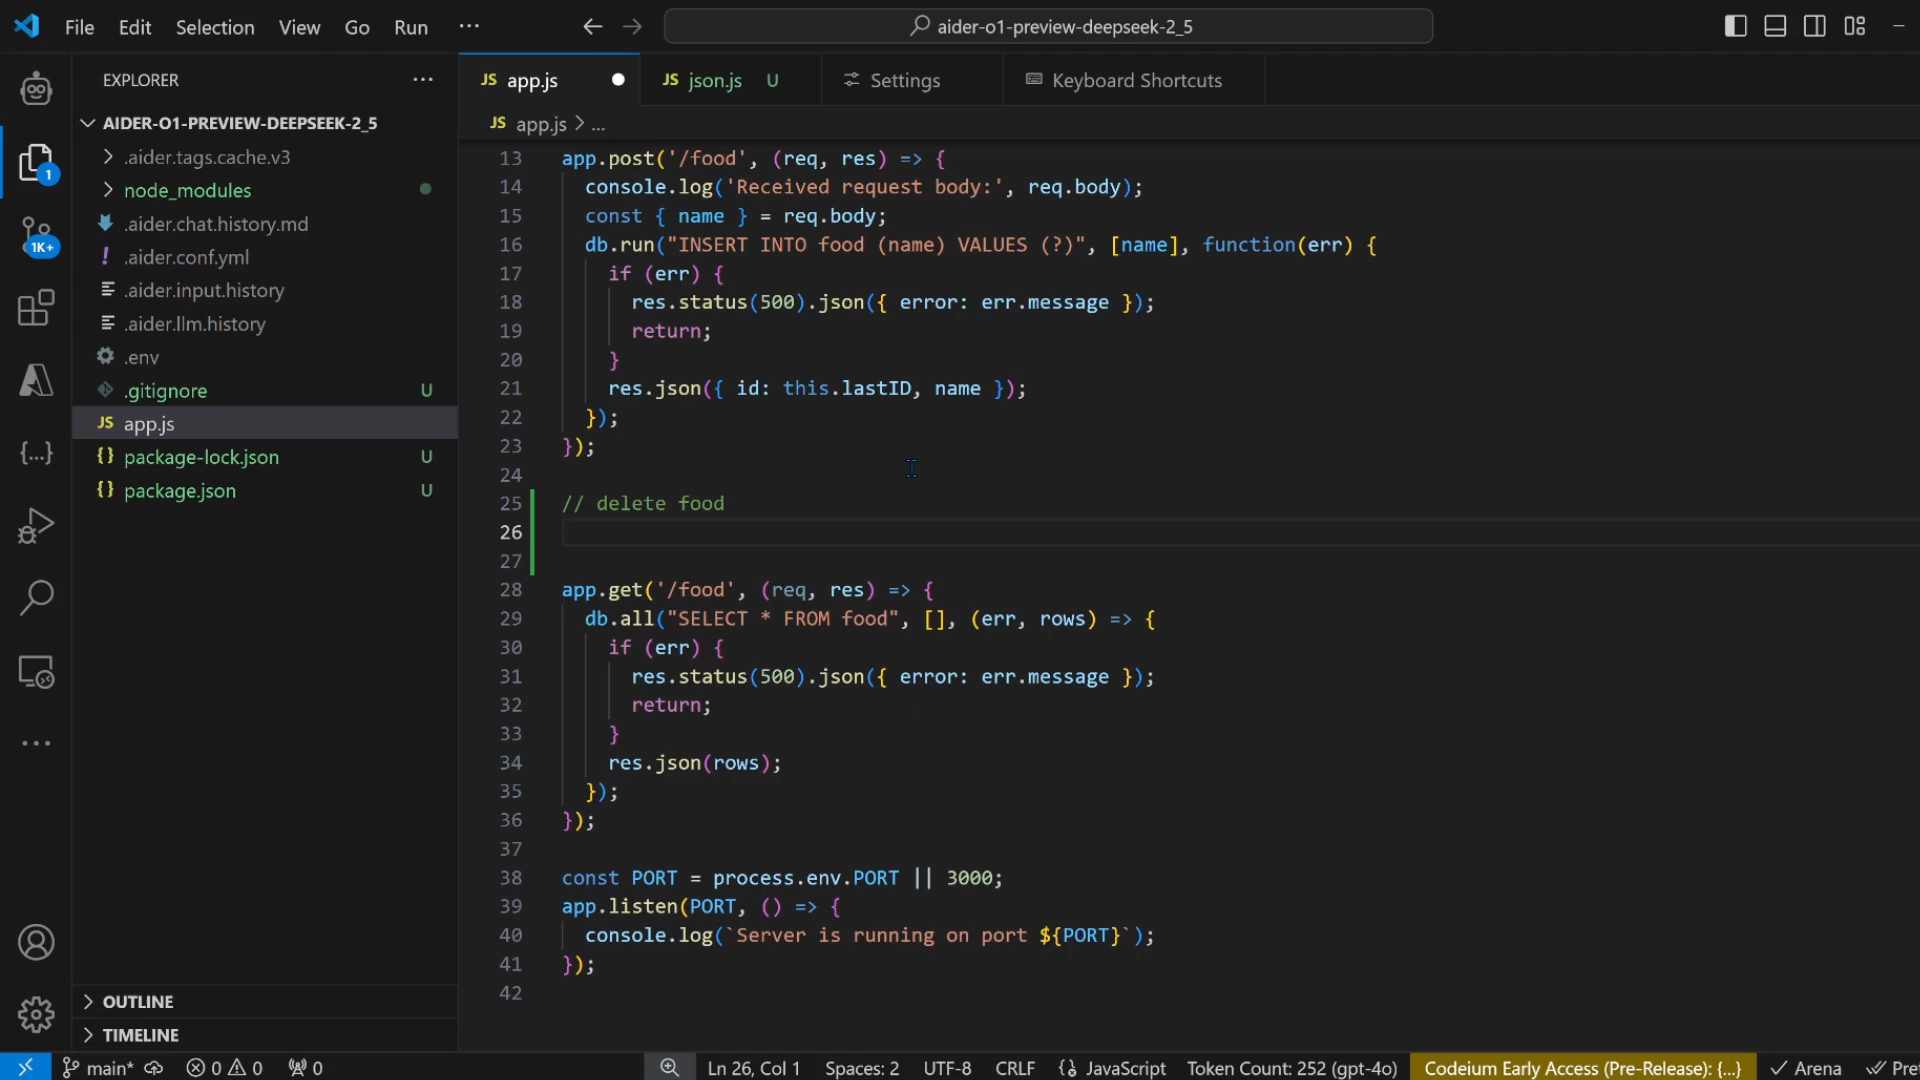 File Edit Selection View Go Run ···
aider-o1-preview-deepseek-2_5
EXPLORER
AIDER-O1-PREVIEW-DEEPSEEK-2_5
.aider.tags.cache.v3
node_modules
.aider.chat.history.md
.aider.conf.yml
.aider.input.history
.aider.llm.history
.env
.gitignore U
JS app.js
{} package-lock.json U
{} package.json U
OUTLINE
TIMELINE
1
1K+
JS app.js
JS json.js U
Settings
Keyboard Shortcuts
JS app.js > ...
13 app.post('/food', (req, res) => {
14 console.log('Received request body:', req.body);
15 const { name } = req.body;
16 db.run("INSERT INTO food (name) VALUES (?)", [name], function(err) {
17 if (err) {
18 res.status(500).json({ error: err.message });
19 return;
20 }
21 res.json({ id: this.lastID, name });
22 });
23 });
24
25 // delete food
26
27
28 app.get('/food', (req, res) => {
29 db.all("SELECT * FROM food", [], (err, rows) => {
30 if (err) {
31 res.status(500).json({ error: err.message });
32 return;
33 }
34 res.json(rows);
35 });
36 });
37
38 const PORT = process.env.PORT || 3000;
39 app.listen(PORT, () => {
40 console.log(`Server is running on port ${PORT}`);
41 });
42
main* 0 0 0 Ln 26, Col 1 Spaces: 2 UTF-8 CRLF {} JavaScript Token Count: 252 (gpt-4o) Codeium Early Access (Pre-Release): {...} Arena Pre